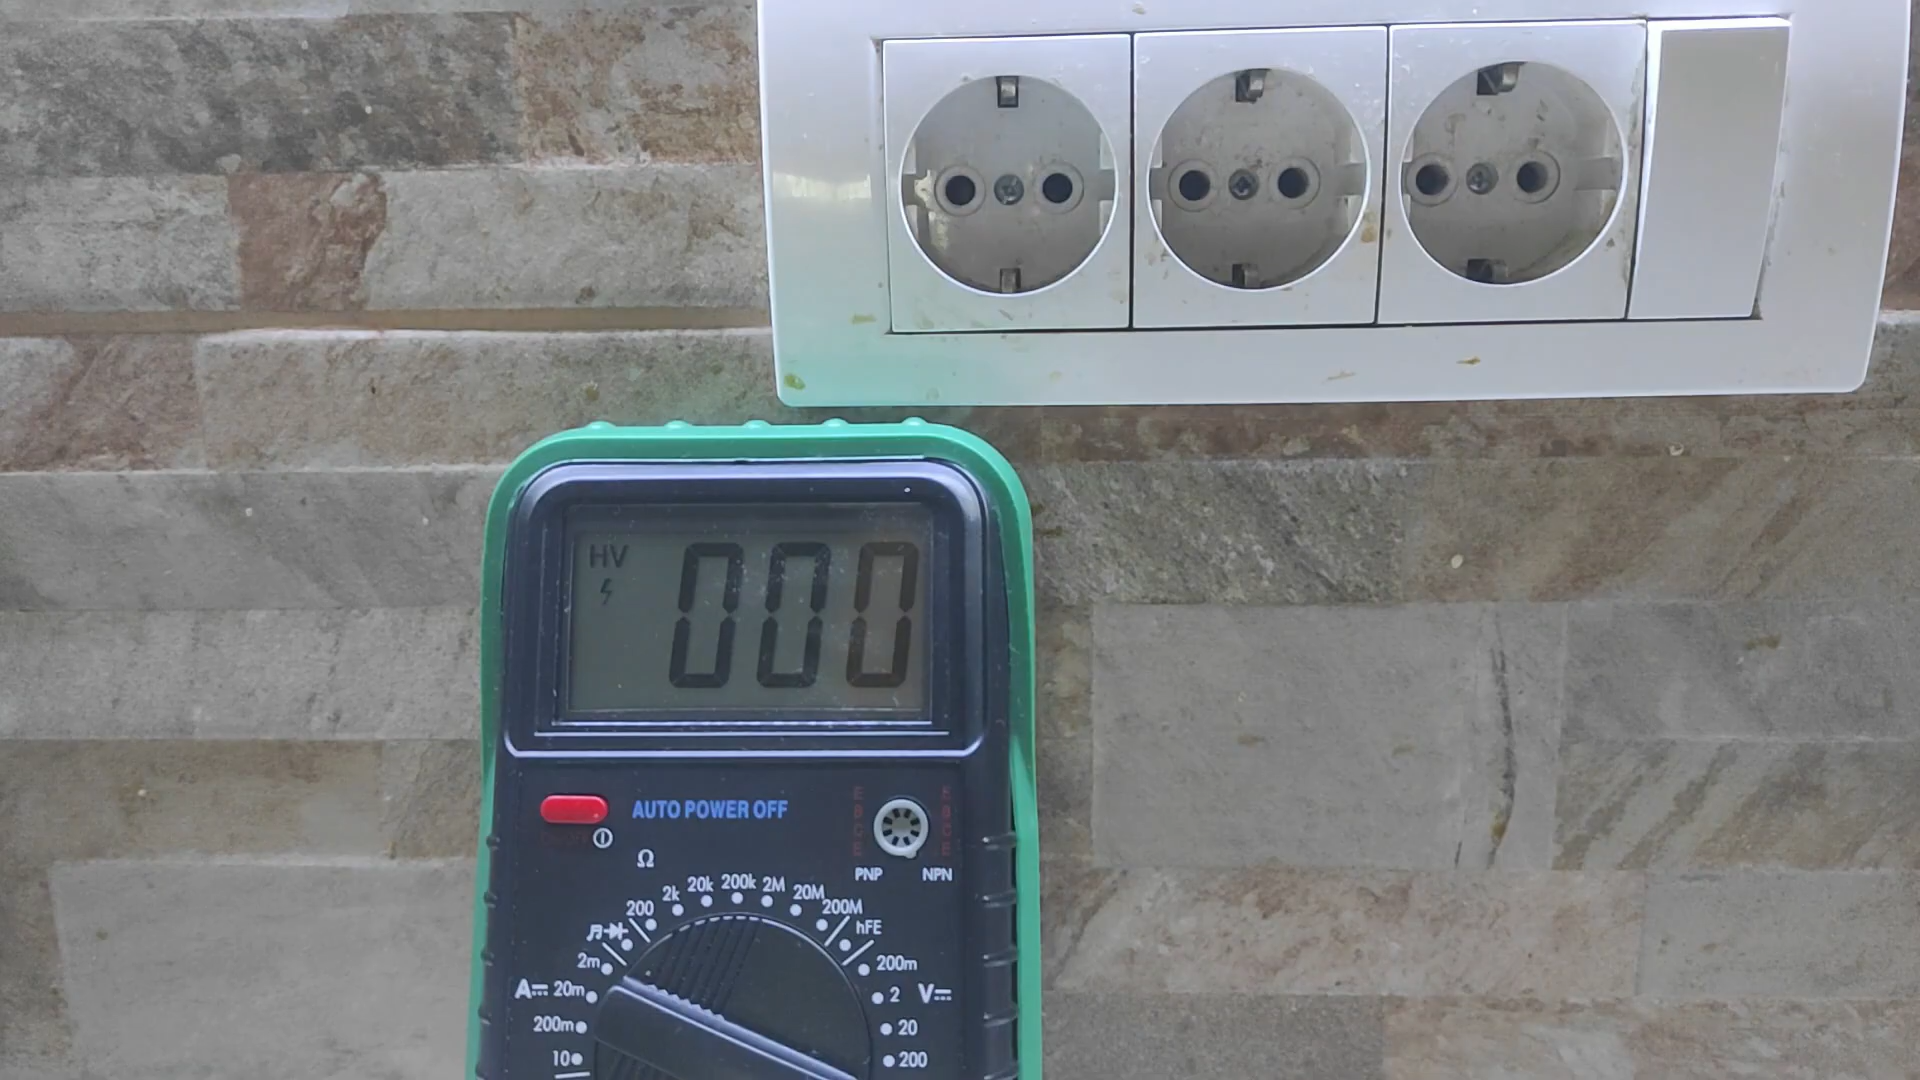 HV
000
AUTO POWER OFF
E
B
C
E
E
B
C
E
PNP
NPN
Ω
200
2k
20k
200k
2M
20M
200M
hFE
2m
A
20m
200m
10
200m
2
V
20
200